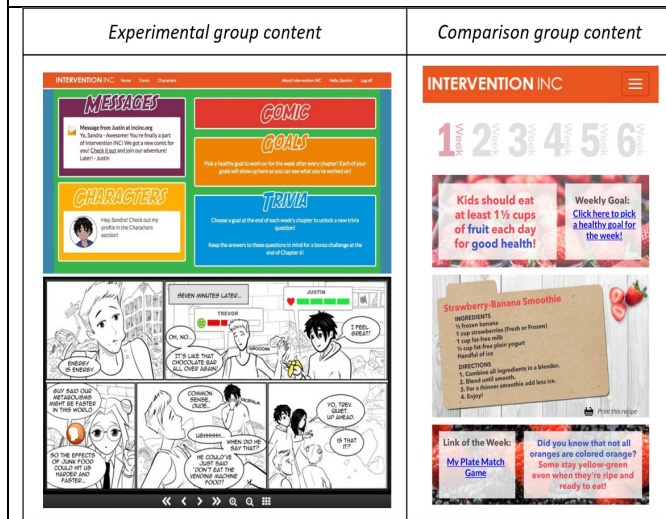 Experimental group content
Comparison group content
INTERVENTION INC Home Comic Characters About Intervention INC Hello, Sandra! Log off
MESSAGES
Message from Justin at incinc.org
Yo, Sandra - Awesome! You're finally a
part of Intervention INC! We got a new comic for
you! Check it out and join our adventure!
Later! - Justin
CHARACTERS
Hey, Sandra! Check out my
profile in the Characters
section!
COMIC
GOALS
Pick a healthy goal to work on for the week after every chapter! Each of your
goals will show up here so you can see what you've worked on!
TRIVIA
Choose a goal at the end of each week's chapter to unlock a new trivia
question!
Keep the answers to these questions in mind for a bonus challenge at the
end of Chapter 6!
ENERGY
IS ENERGY
SEVEN MINUTES LATER...
TREVOR
JUSTIN
OH, NO...
IT'S LIKE THAT
CHOCOLATE BAR
ALL OVER AGAIN!
I FEEL
GREAT!
GUY SAID OUR
METABOLISMS
MIGHT BE FASTER
IN THIS WORLD
SO THE EFFECTS
OF JUNK FOOD
COULD HIT US
HARDER AND
FASTER...
COMMON
SENSE,
DUDE...
FACEPALM
WHEN DID HE
SAY THAT?
HE COULD'VE
JUST SAID
'DON'T EAT THE
VENDING MACHINE
FOOD'!
YO, TREV.
QUIET.
UP AHEAD.
IS THAT
IT?
INTERVENTION INC
1 Week 2 Week 3 Week 4 Week 5 Week 6 Week
Kids should eat
at least 1 ½ cups
of fruit each day
for good health!
Weekly Goal:
Click here to pick
a healthy goal for
the week!
Strawberry-Banana Smoothie
INGREDIENTS
½ frozen banana
1 cup strawberries (Fresh or Frozen)
1 cup fat-free milk
½ cup fat-free plain yogurt
Handful of ice
DIRECTIONS
1. Combine all ingredients in a blender.
2. Blend until smooth.
3. For a thinner smoothie add less ice.
4. Enjoy!
Print this recipe
Link of the Week:
My Plate Match
Game
Did you know that not all
oranges are colored orange?
Some stay yellow-green
even when they're ripe and
ready to eat!